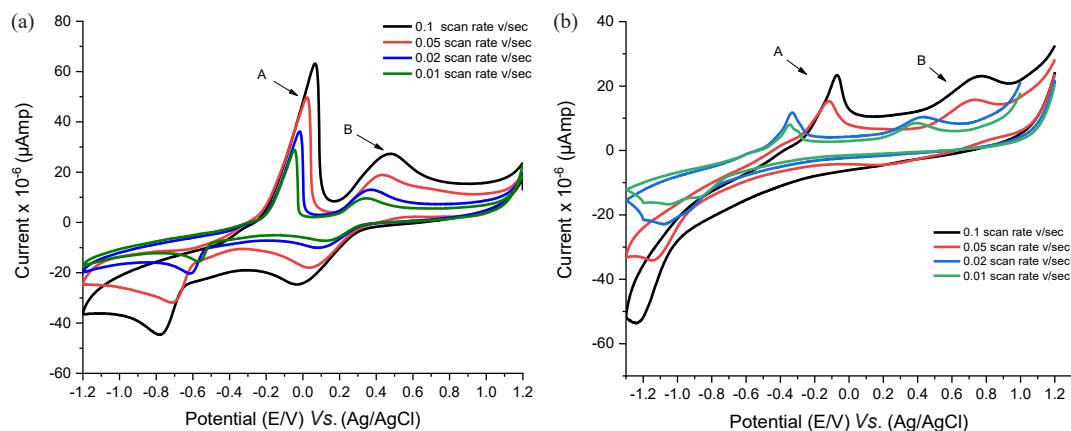 (a)
A
B
0.1 scan rate v/sec
0.05 scan rate v/sec
0.02 scan rate v/sec
0.01 scan rate v/sec
80
60
40
20
0
-20
-40
-60
Current x 10⁻⁶ (μAmp)
-1.2 -1.0 -0.8 -0.6 -0.4 -0.2 0.0 0.2 0.4 0.6 0.8 1.0 1.2
Potential (E/V) Vs. (Ag/AgCl)
(b)
A
B
0.1 scan rate v/sec
0.05 scan rate v/sec
0.02 scan rate v/sec
0.01 scan rate v/sec
40
20
0
-20
-40
-60
Current x 10⁻⁶ (μAmp)
-1.2 -1.0 -0.8 -0.6 -0.4 -0.2 0.0 0.2 0.4 0.6 0.8 1.0 1.2
Potential (E/V) Vs. (Ag/AgCl)